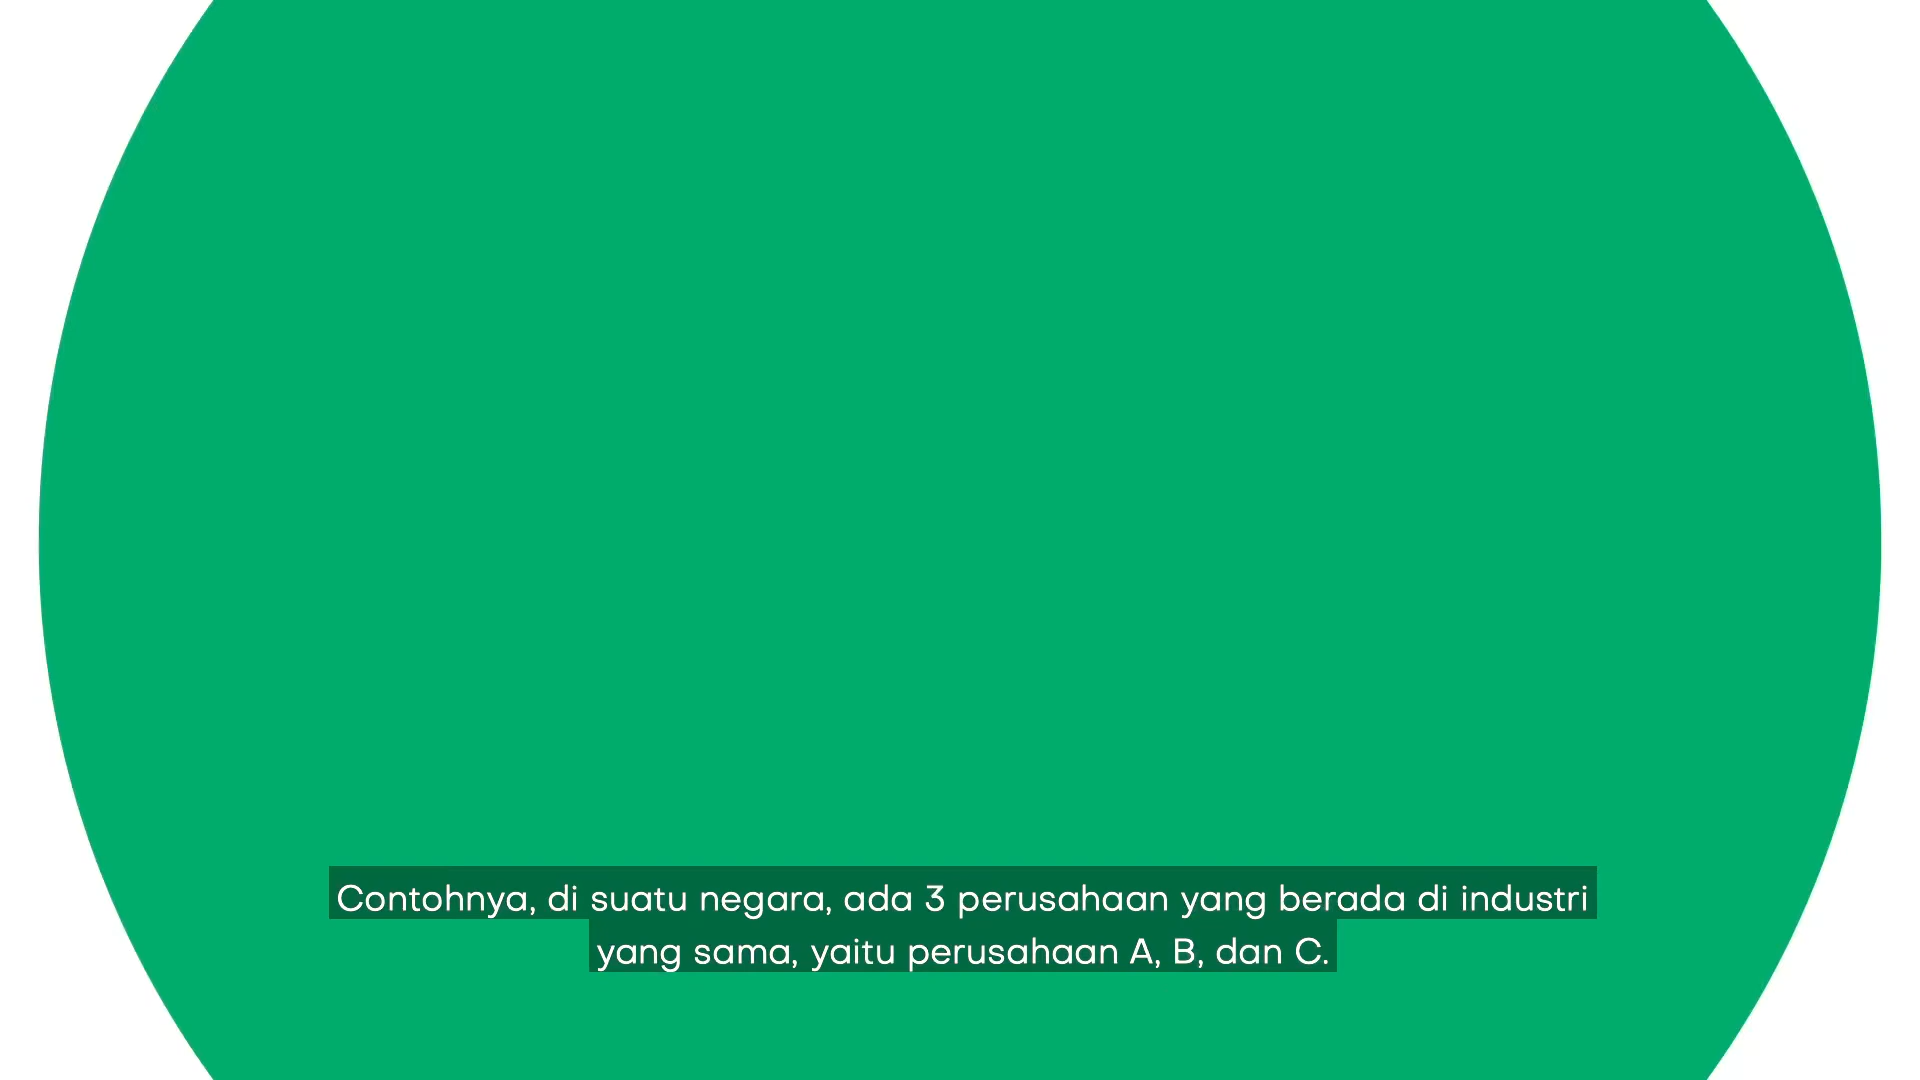 Contohnya, di suatu negara, ada 3 perusahaan yang berada di industri
yang sama, yaitu perusahaan A, B, dan C.